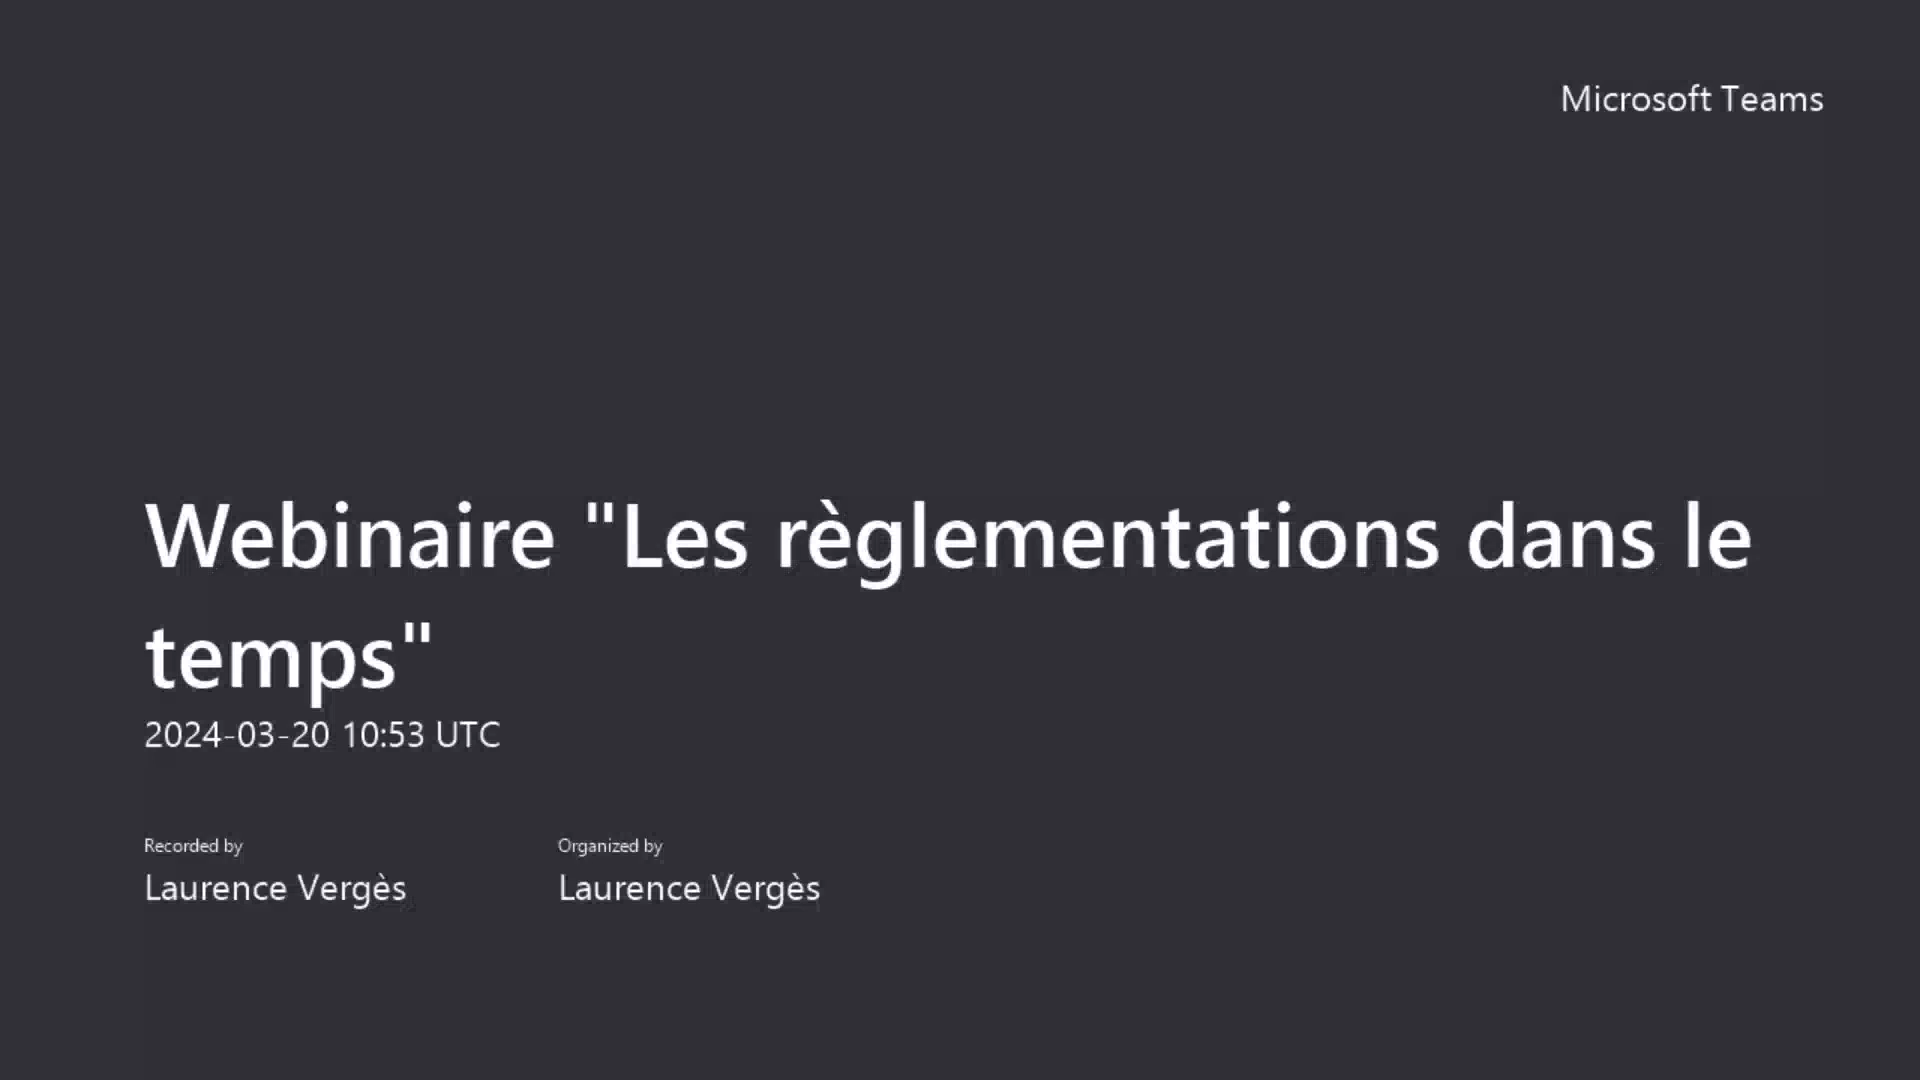 Microsoft Teams
Webinaire "Les règlementations dans le
temps"
2024-03-20 10:53 UTC
Recorded by
Laurence Vergès
Organized by
Laurence Vergès